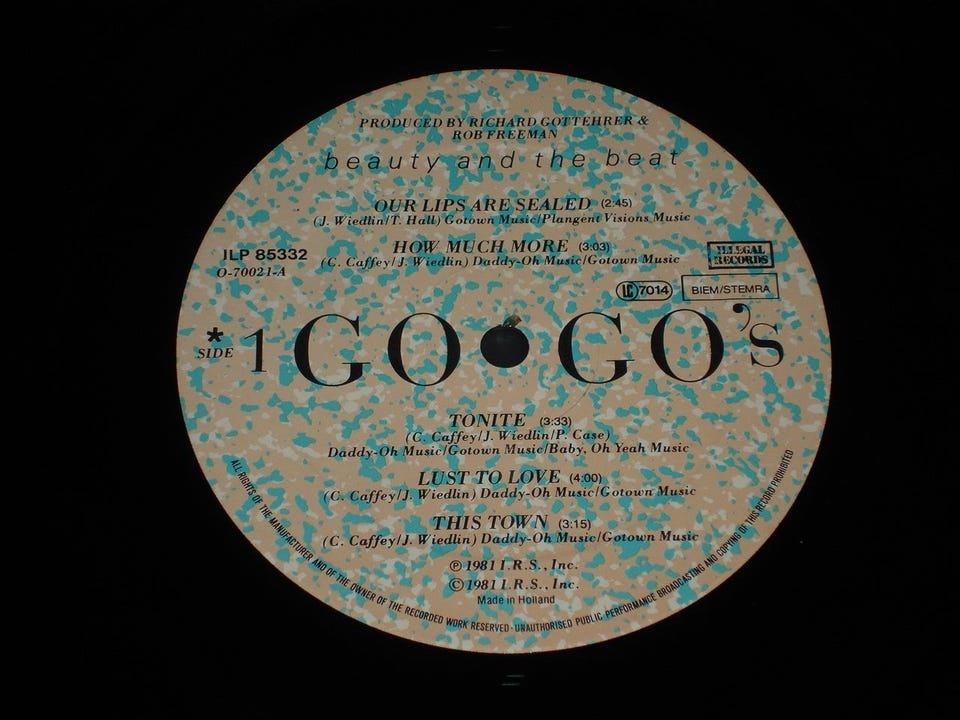 PRODUCED BY RICHARD GOTTEHRER &
ROB FREEMAN
beauty and the beat
OUR LIPS ARE SEALED (2:45)
(J. Wiedlin/T. Hall) Gotown Music/Plangent Visions Music
HOW MUCH MORE (3:03)
(C. Caffey/J. Wiedlin) Daddy-Oh Music/Gotown Music
ILP 85332
O-70021-A
ILLEGAL
RECORDS
LC 7014
BIEM/STEMRA
*
SIDE 1
GO GO's
TONITE (3:33)
(C. Caffey/J. Wiedlin/P. Case)
Daddy-Oh Music/Gotown Music/Baby, Oh Yeah Music
LUST TO LOVE (4:00)
(C. Caffey/J. Wiedlin) Daddy-Oh Music/Gotown Music
THIS TOWN (3:15)
(C. Caffey/J. Wiedlin) Daddy-Oh Music/Gotown Music
℗ 1981 I.R.S., Inc.
© 1981 I.R.S., Inc.
Made in Holland
ALL RIGHTS OF THE MANUFACTURER AND OF THE OWNER OF THE RECORDED WORK RESERVED - UNAUTHORISED PUBLIC PERFORMANCE BROADCASTING AND COPYING OF THIS RECORD PROHIBITED